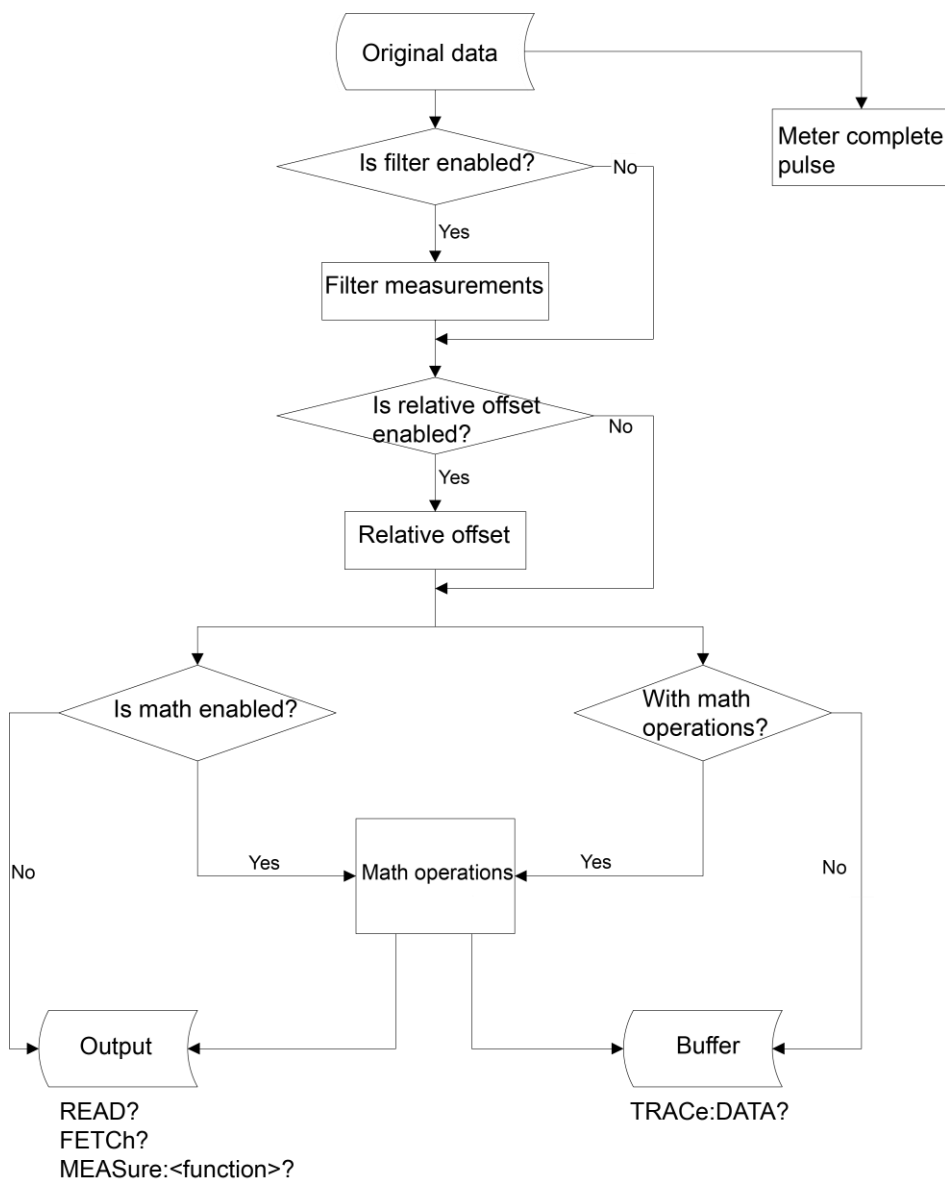 Original data
Meter complete
pulse
Is filter enabled?
No
Yes
Filter measurements
Is relative offset
enabled?
No
Yes
Relative offset
Is math enabled?
With math
operations?
No
Yes
Math operations
Yes
No
Output
Buffer
READ?
FETCh?
MEASure:<function>?
TRACe:DATA?